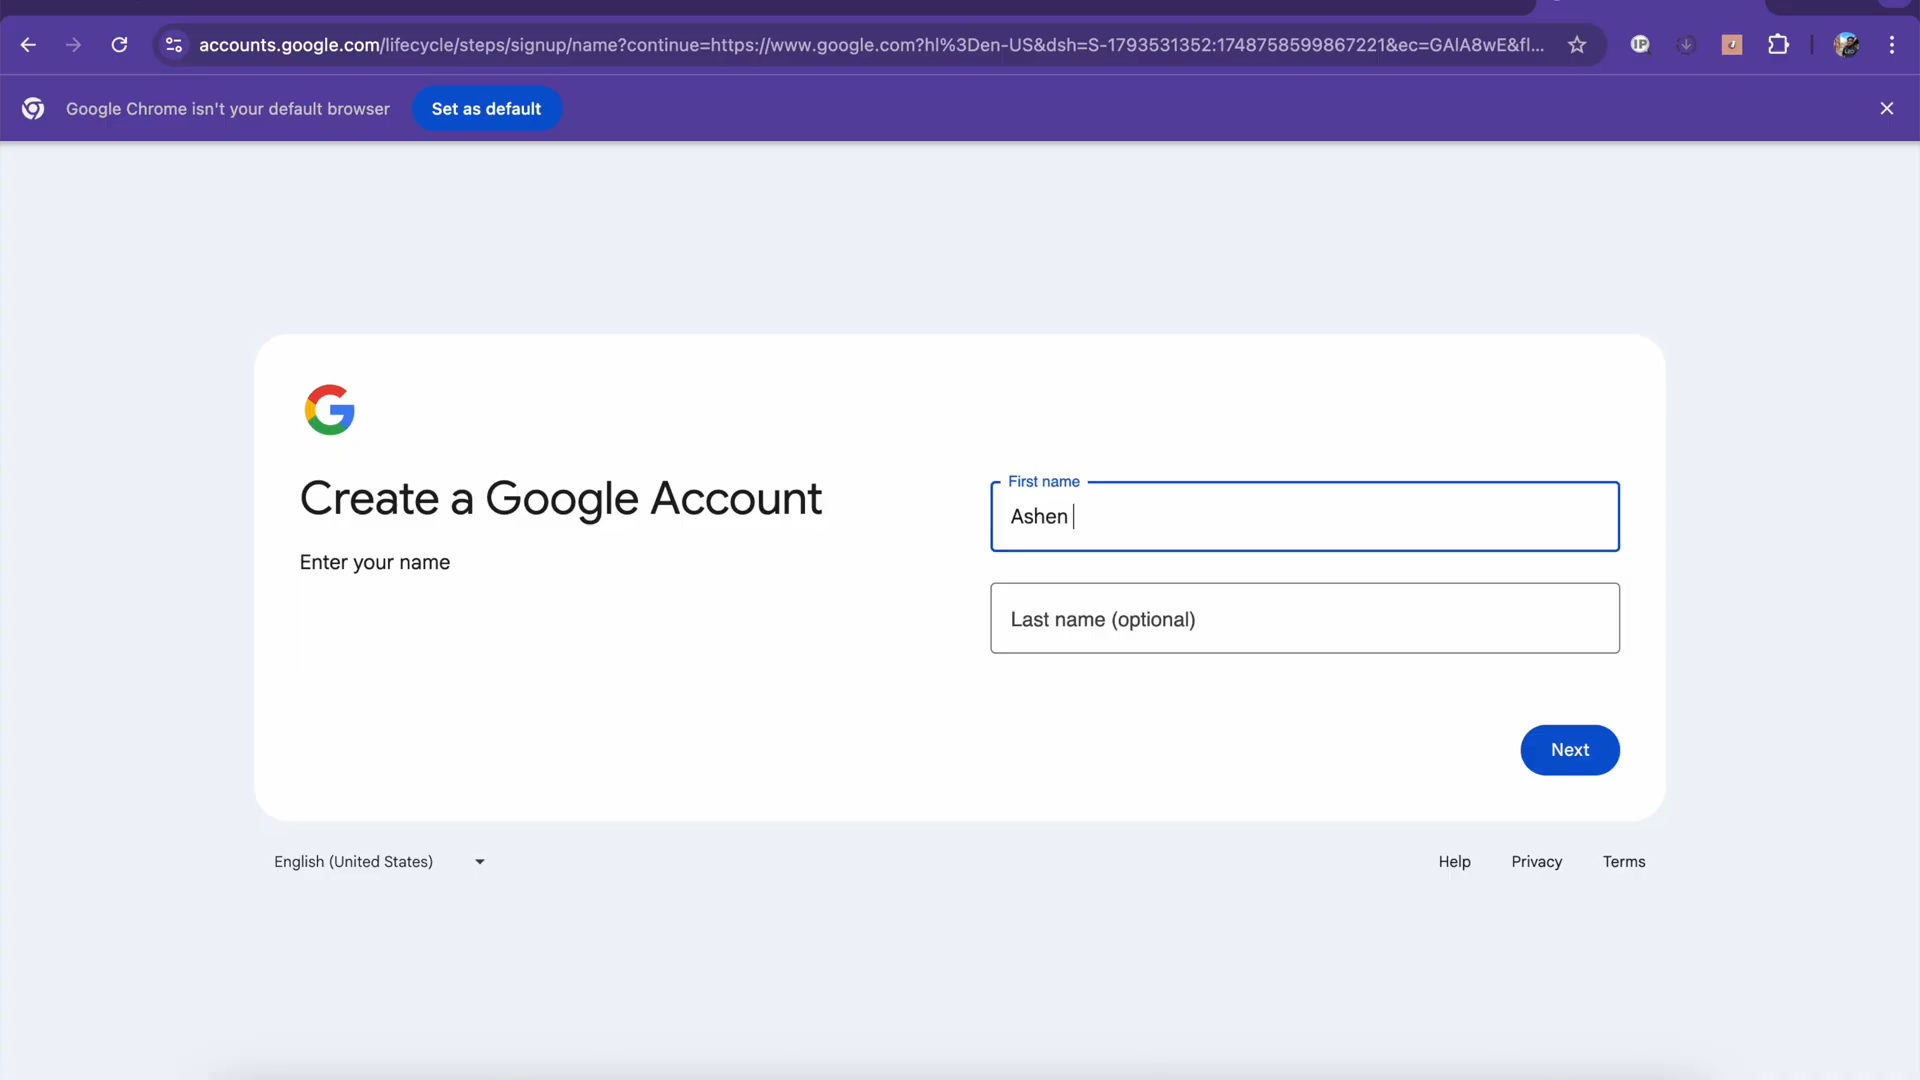 accounts.google.com/lifecycle/steps/signup/name?continue=https://www.google.com?hl%3Den-US&dsh=S-1793531352:1748758599867221&ec=GAlA8wE&fl...
IP
Google Chrome isn't your default browser
Set as default
Create a Google Account
Enter your name
First name
Ashen
Last name (optional)
Next
English (United States)
Help
Privacy
Terms